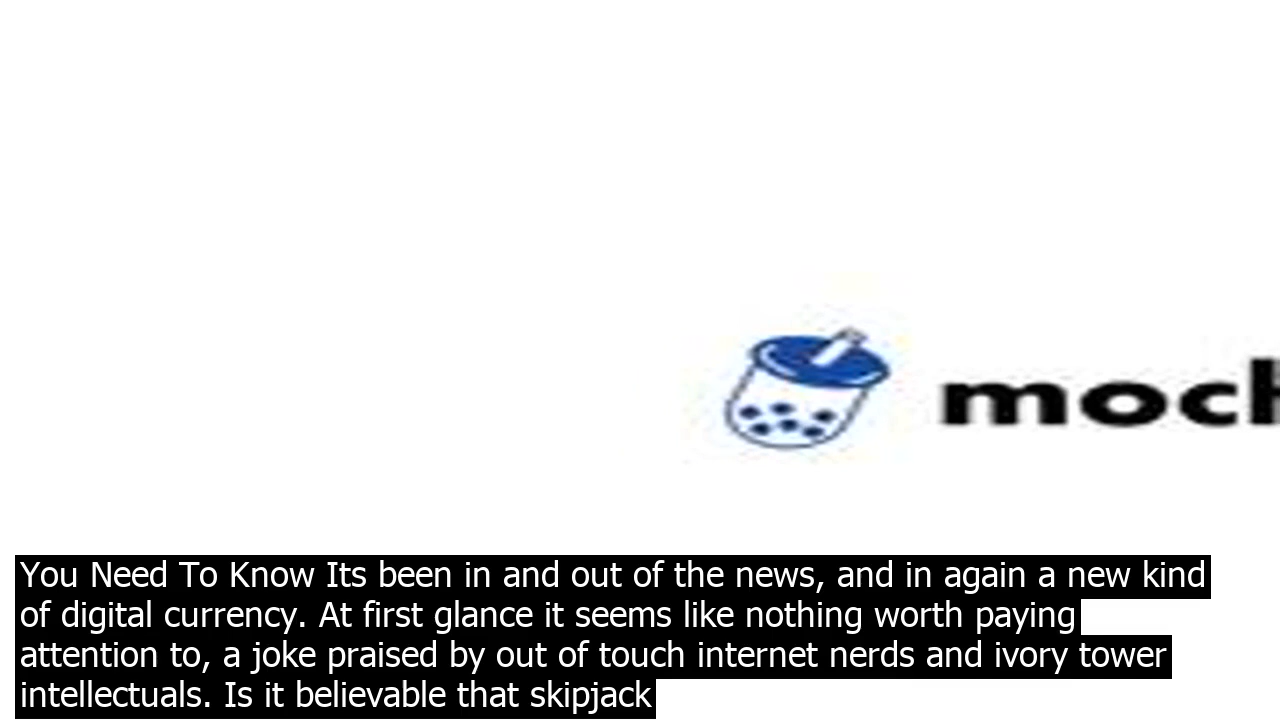 moch
You Need To Know Its been in and out of the news, and in again a new kind
of digital currency. At first glance it seems like nothing worth paying
attention to, a joke praised by out of touch internet nerds and ivory tower
intellectuals. Is it believable that skipjack